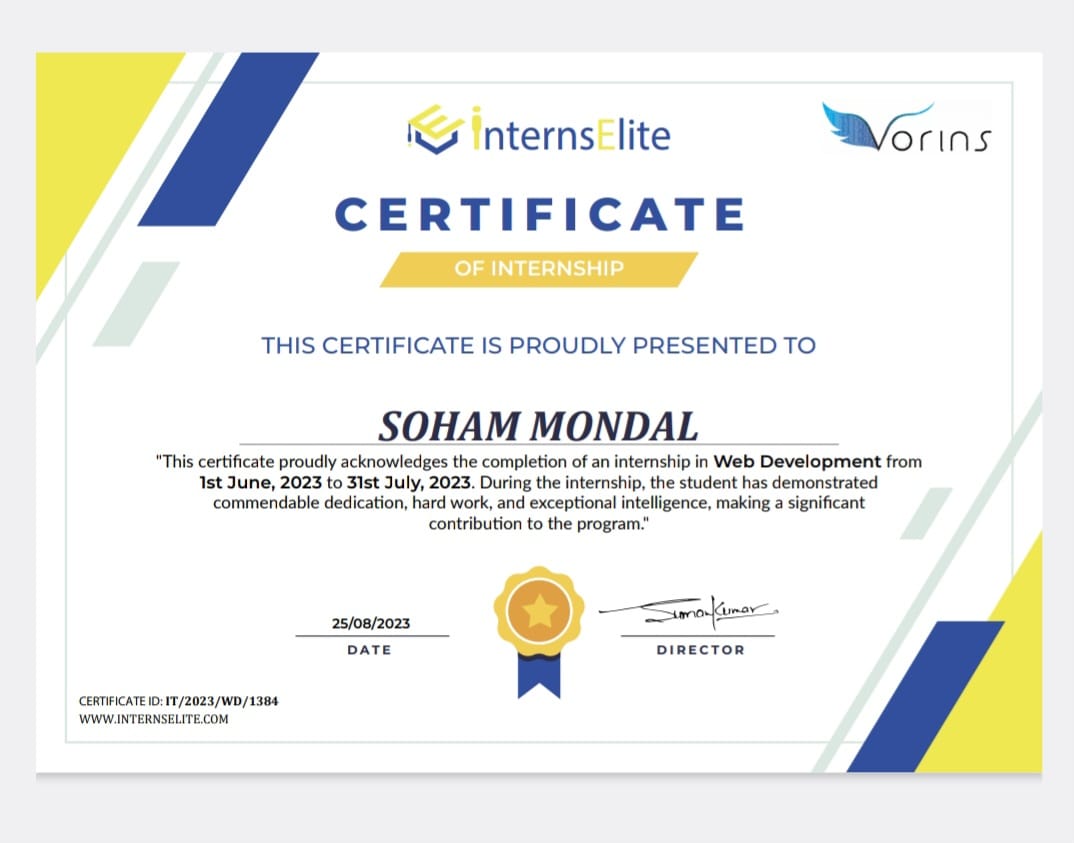 internsElite
Vorins
CERTIFICATE
OF INTERNSHIP
THIS CERTIFICATE IS PROUDLY PRESENTED TO
SOHAM MONDAL
"This certificate proudly acknowledges the completion of an internship in Web Development from
1st June, 2023 to 31st July, 2023. During the internship, the student has demonstrated
commendable dedication, hard work, and exceptional intelligence, making a significant
contribution to the program."
25/08/2023
DATE
DIRECTOR
CERTIFICATE ID: IT/2023/WD/1384
WWW.INTERNSELITE.COM